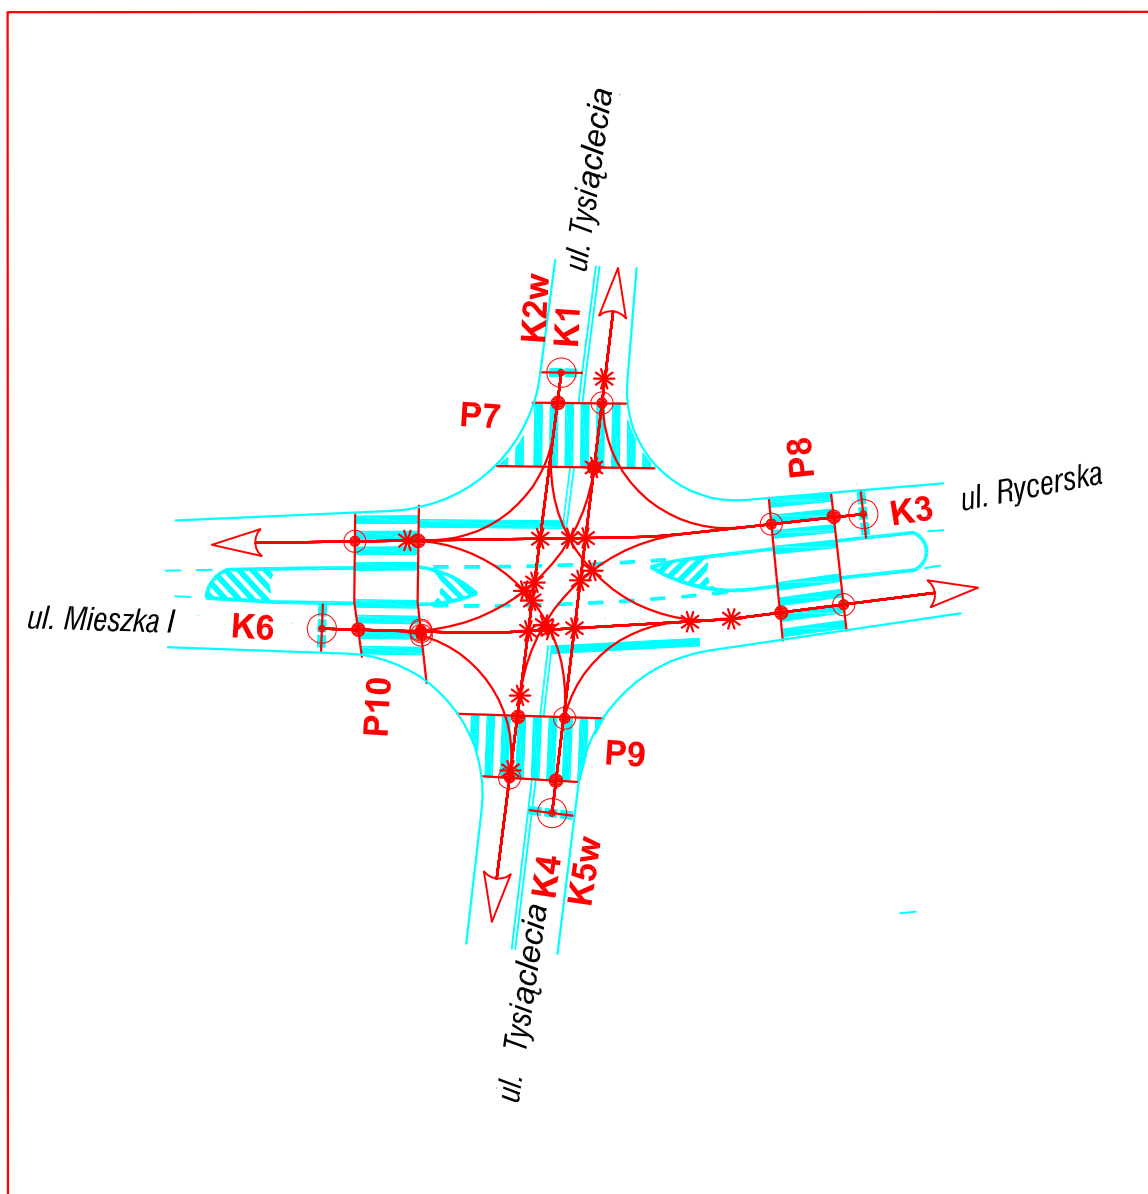 ul. Tysiąclecia
K2w
K1
P7
P8
K3
ul. Rycerska
ul. Mieszka I
K6
P10
P9
K4
K5w
ul. Tysiąclecia